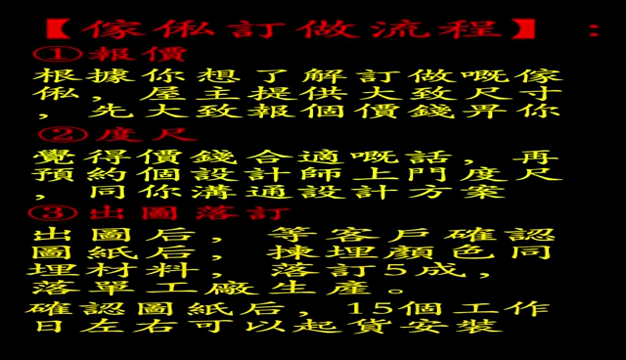 【傢俬訂做流程】：
①報價
根據你想了解訂做嘅傢
俬，屋主提供大致尺寸
，先大致報個價錢畀你
②度尺
覺得價錢合適嘅話，再
預約個設計師上門度尺
，同你溝通設計方案
③出圖落訂
出圖后，等客戶確認
圖紙后，揀埋顏色同
埋材料，落訂5成，
落單工廠生產。
確認圖紙后，15個工作
日左右可以起貨安裝